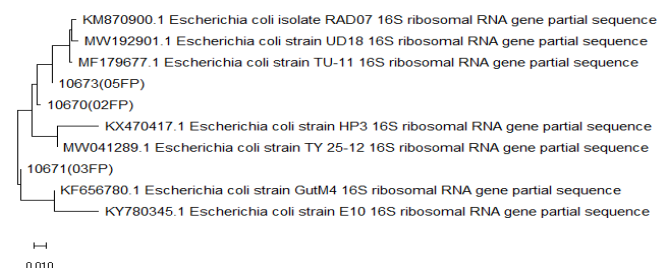 KM870900.1 Escherichia coli isolate RAD07 16S ribosomal RNA gene partial sequence
MW192901.1 Escherichia coli strain UD18 16S ribosomal RNA gene partial sequence
MF179677.1 Escherichia coli strain TU-11 16S ribosomal RNA gene partial sequence
10673(05FP)
10670(02FP)
KX470417.1 Escherichia coli strain HP3 16S ribosomal RNA gene partial sequence
MW041289.1 Escherichia coli strain TY 25-12 16S ribosomal RNA gene partial sequence
10671(03FP)
KF656780.1 Escherichia coli strain GutM4 16S ribosomal RNA gene partial sequence
KY780345.1 Escherichia coli strain E10 16S ribosomal RNA gene partial sequence
0.010